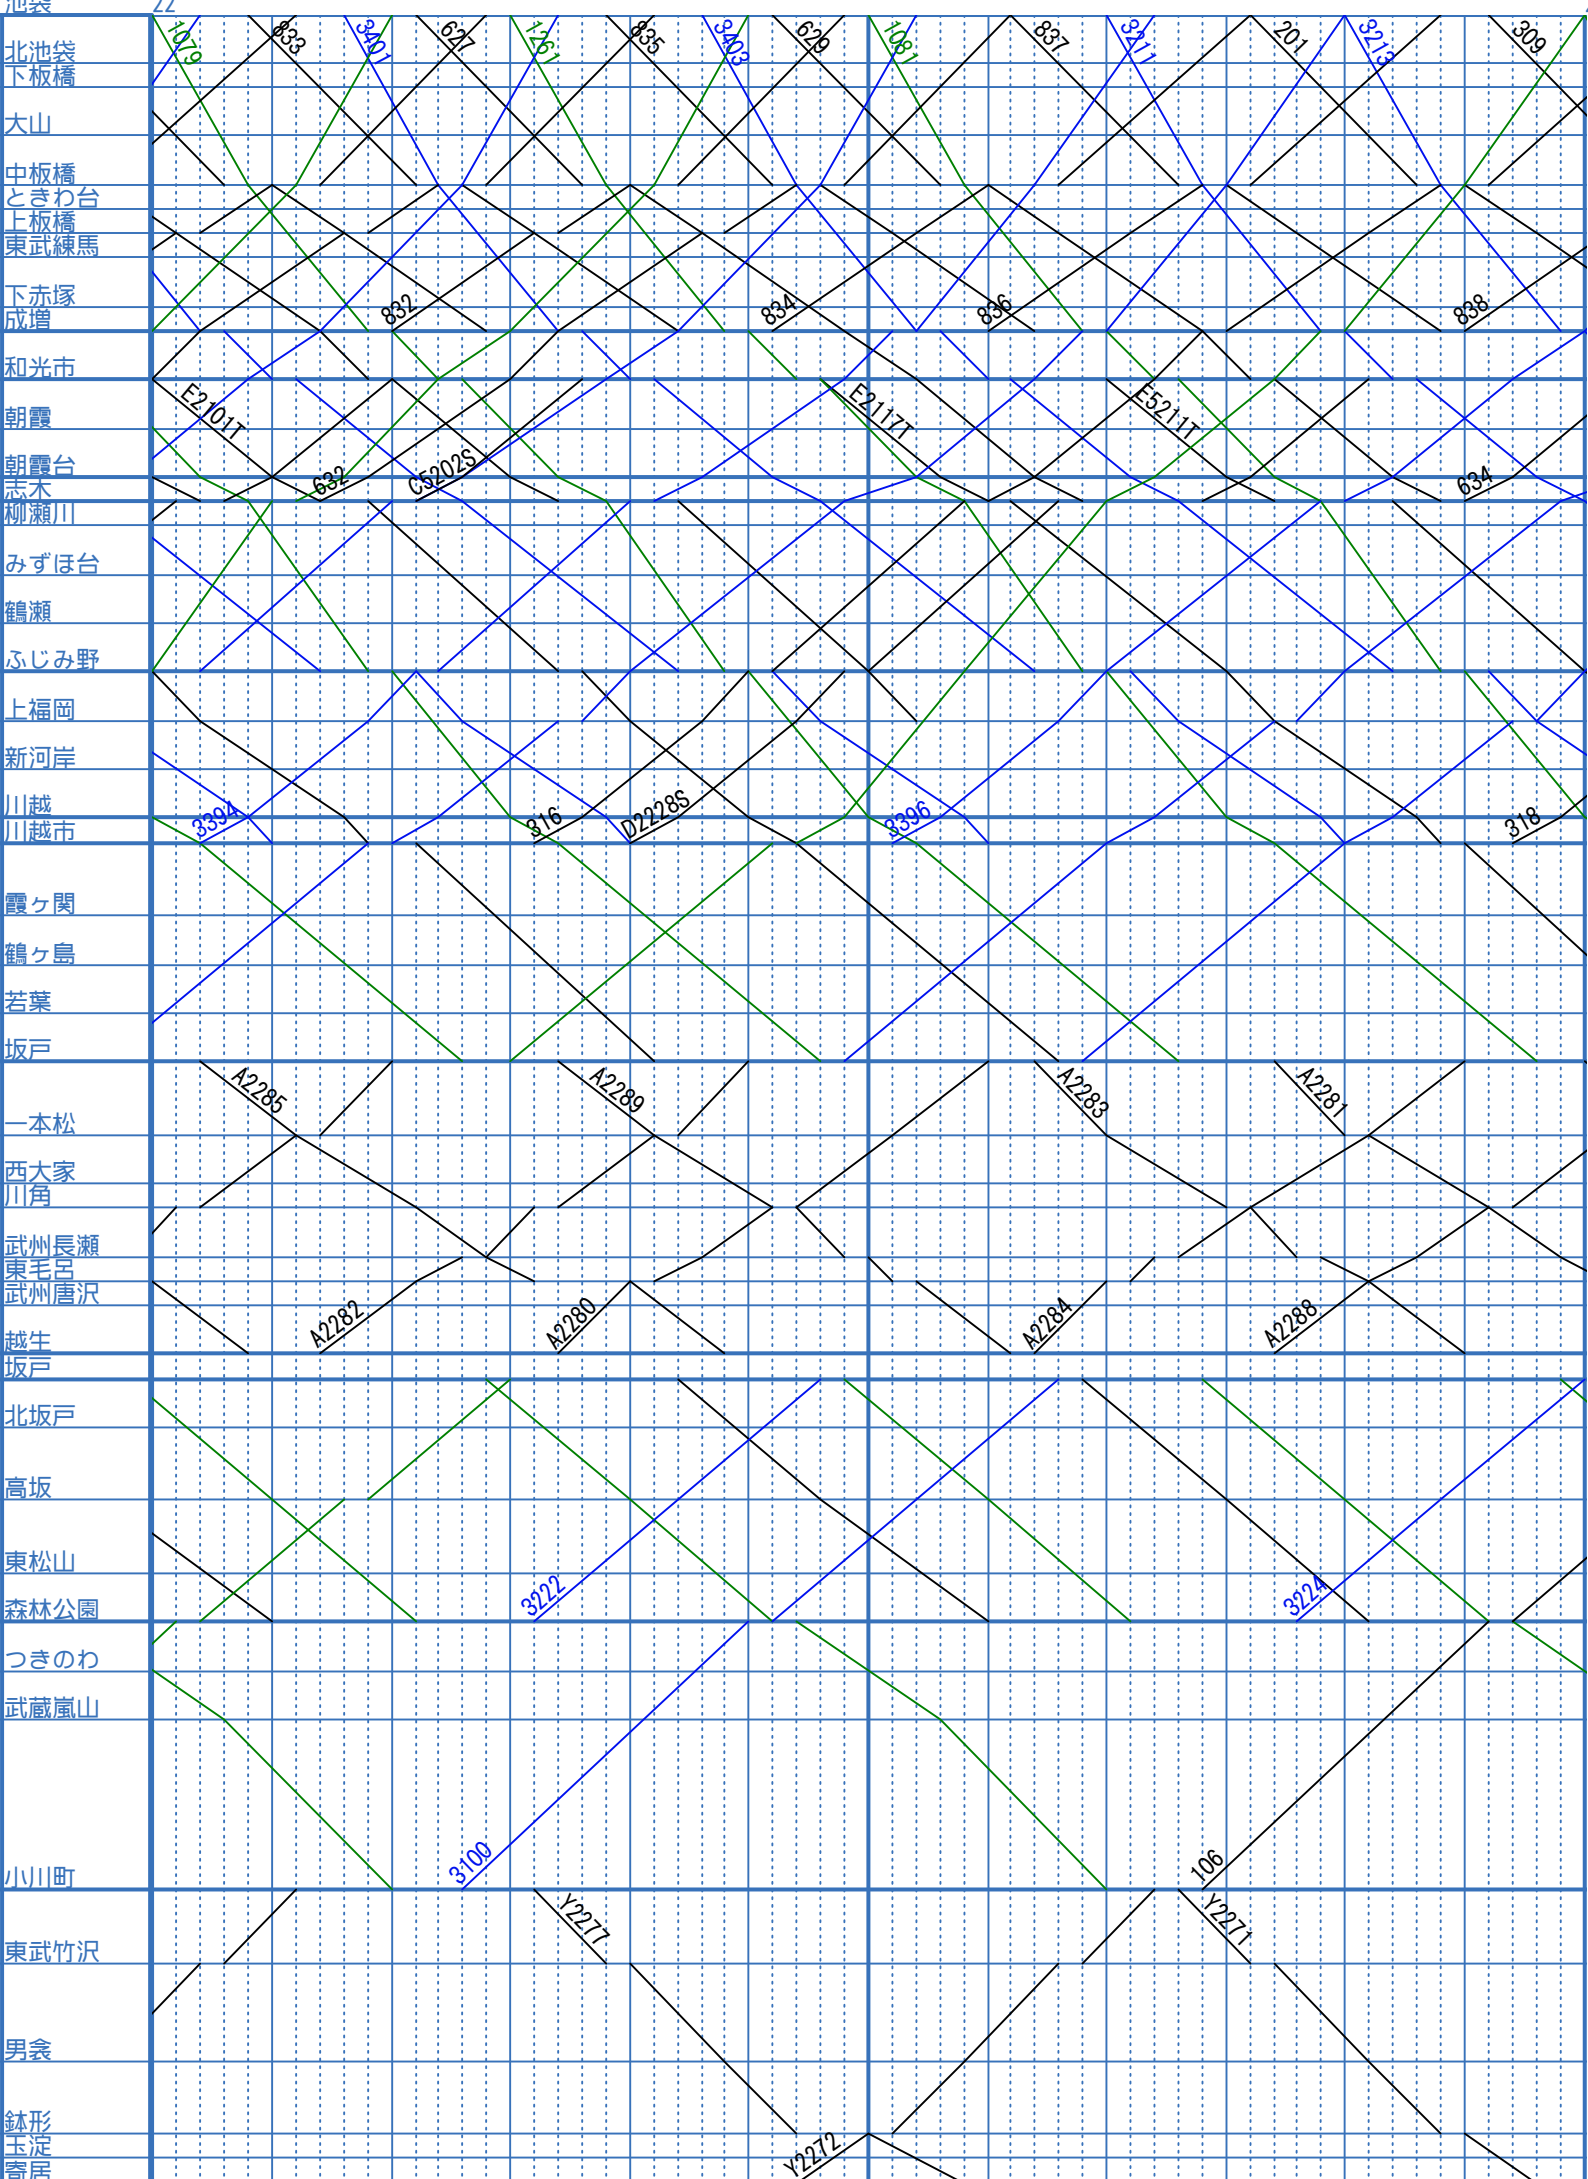 池袋 22
1079 833 3401 627 1261 835 3403 629 1081 837 3211 201 3213 309
北池袋
下板橋
大山
中板橋
ときわ台
上板橋
東武練馬
下赤塚
832 834 836 838
成増
和光市
E2101T E2117T E5211T
朝霞
朝霞台
632 C5202S 634
志木
柳瀬川
みずほ台
鶴瀬
ふじみ野
上福岡
新河岸
川越
3394 316 D2228S 3396 318
川越市
霞ヶ関
鶴ヶ島
若葉
坂戸
A2285 A2289 A2283 A2281
一本松
西大家
川角
武州長瀬
東毛呂
武州唐沢
A2282 A2280 A2284 A2288
越生
坂戸
北坂戸
高坂
東松山
3222 3224
森林公園
つきのわ
武蔵嵐山
3100 106
小川町
Y2277 Y2271
東武竹沢
男衾
鉢形
玉淀
Y2272
寄居